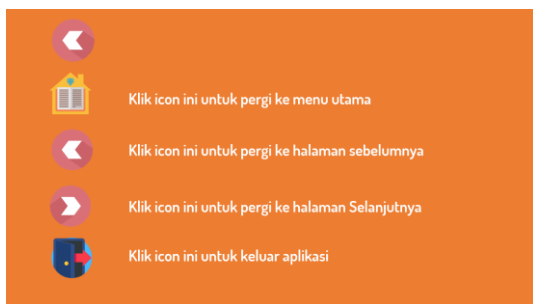 Klik icon ini untuk pergi ke menu utama
Klik icon ini untuk pergi ke halaman sebelumnya
Klik icon ini untuk pergi ke halaman Selanjutnya
Klik icon ini untuk keluar aplikasi